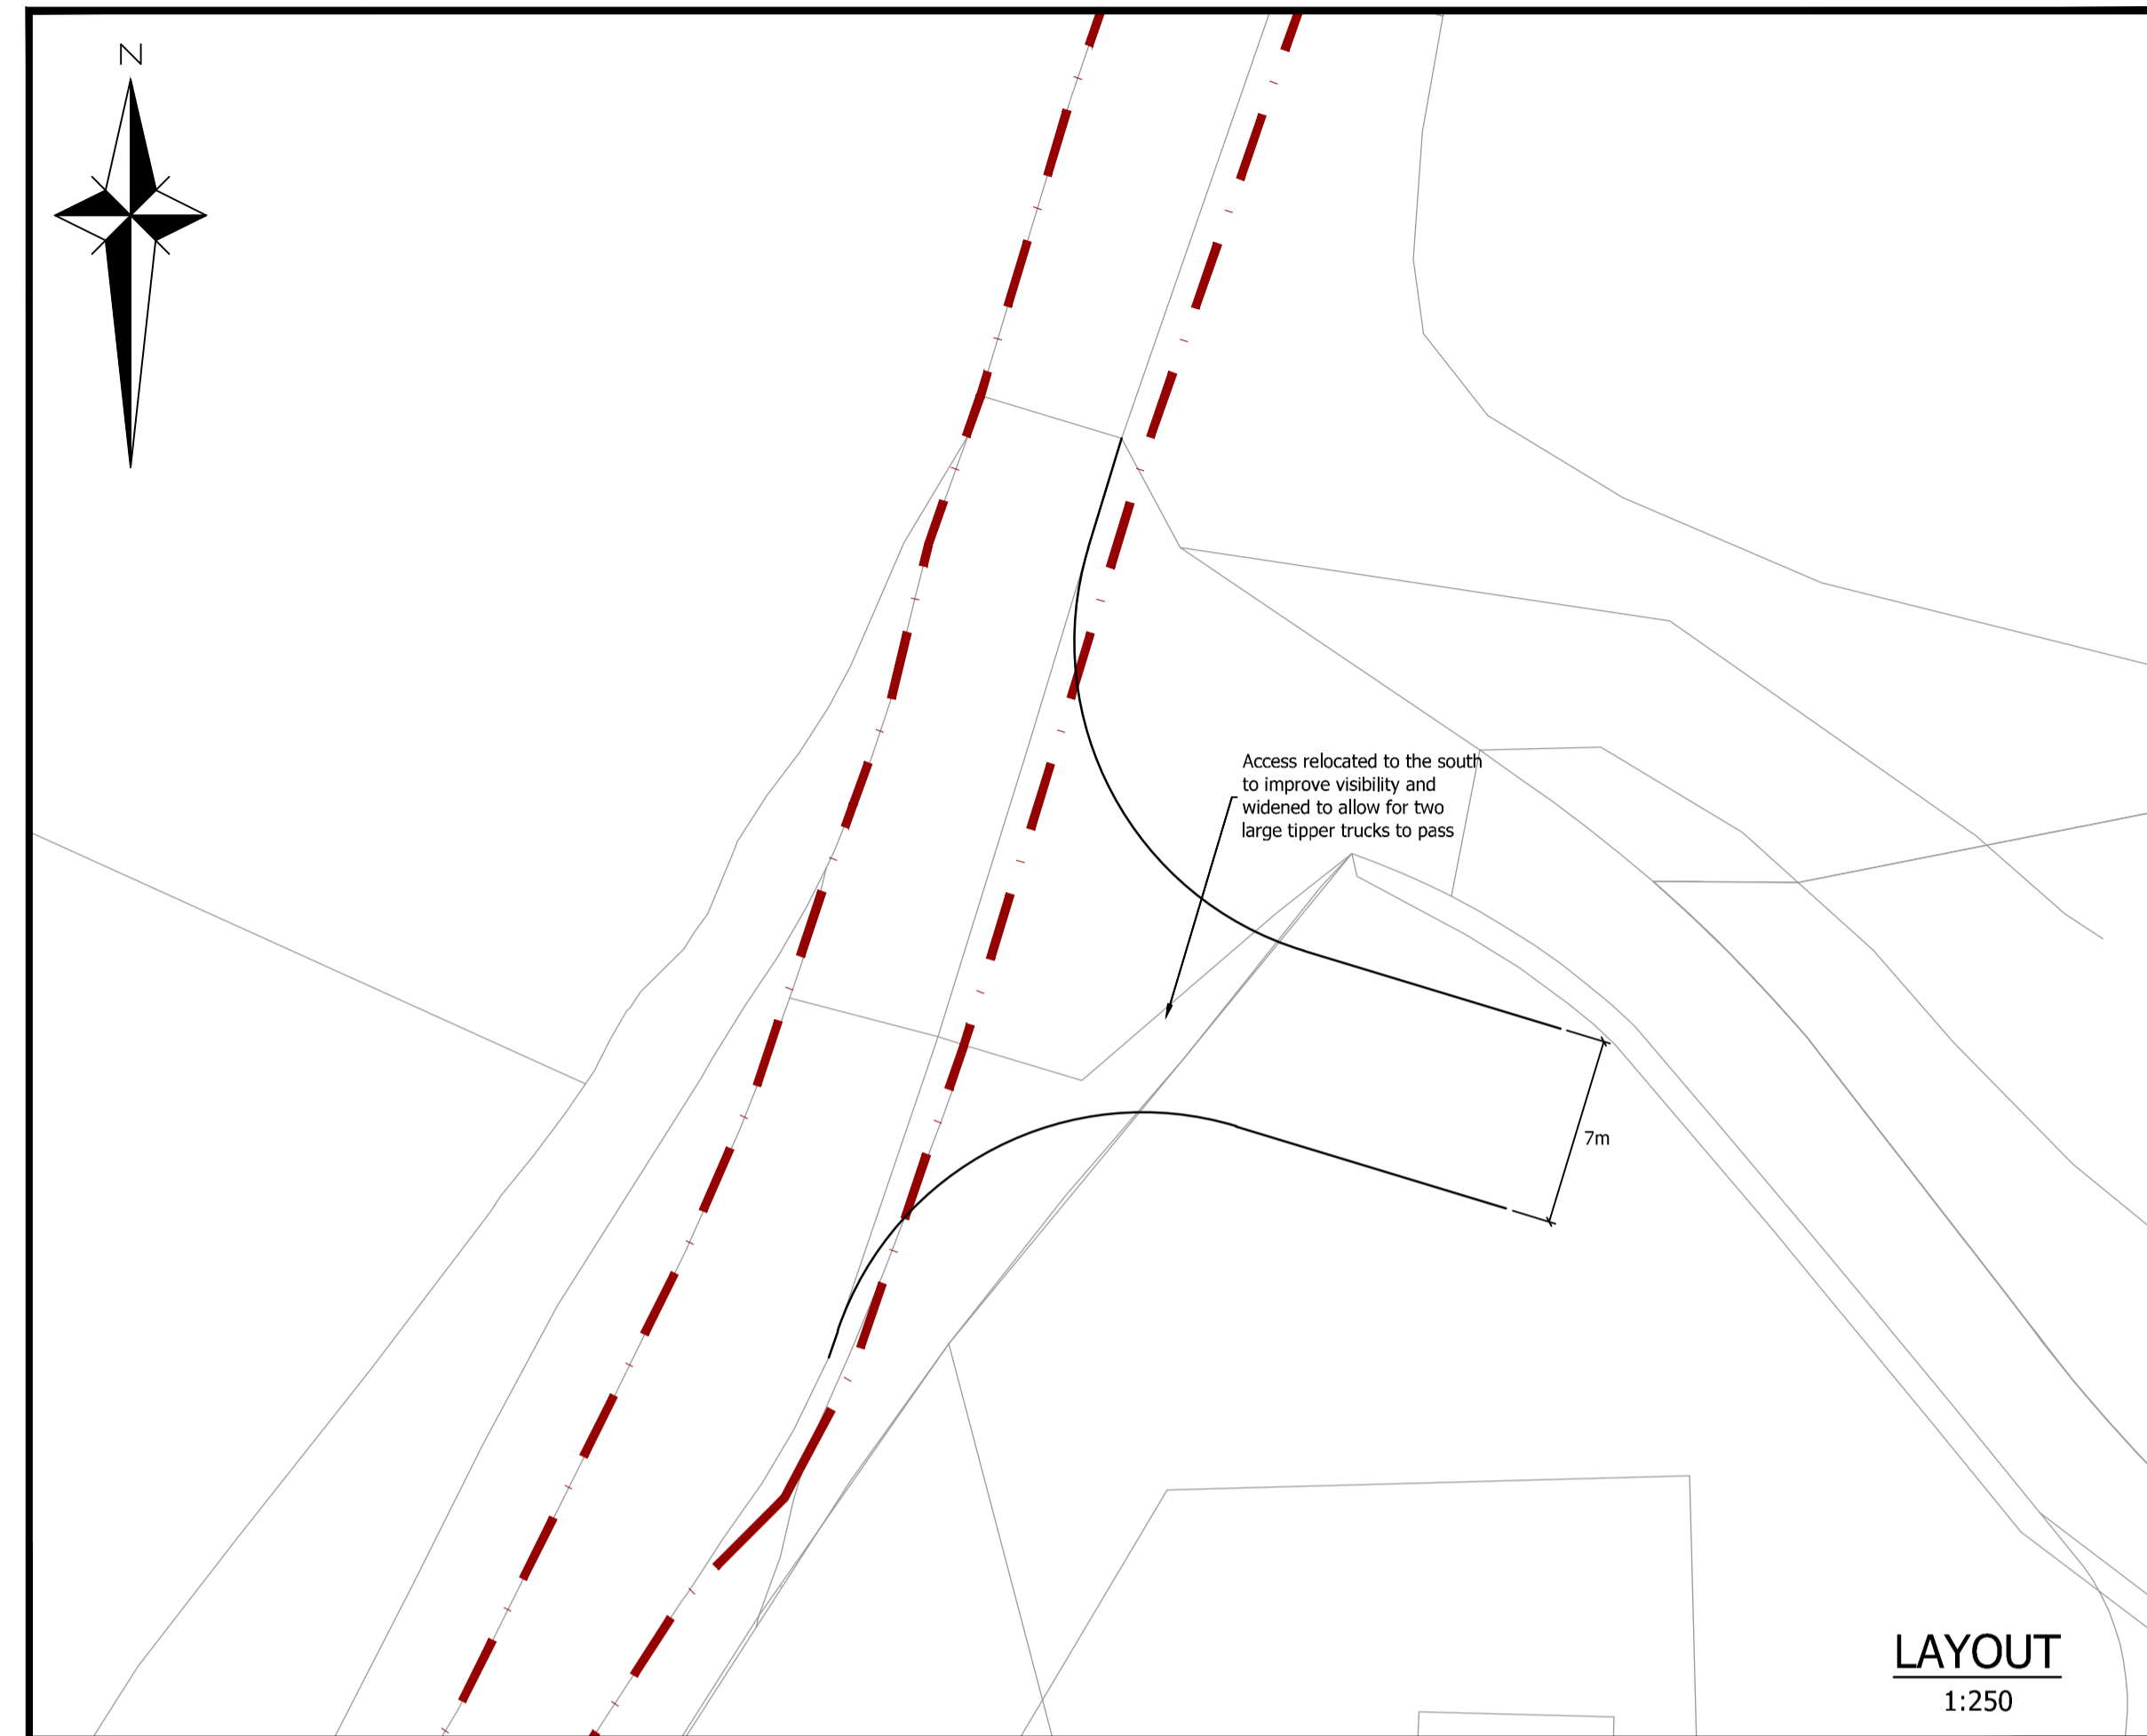 N
Access relocated to the south
to improve visibility and
widened to allow for two
large tipper trucks to pass
7m
LAYOUT
1:250